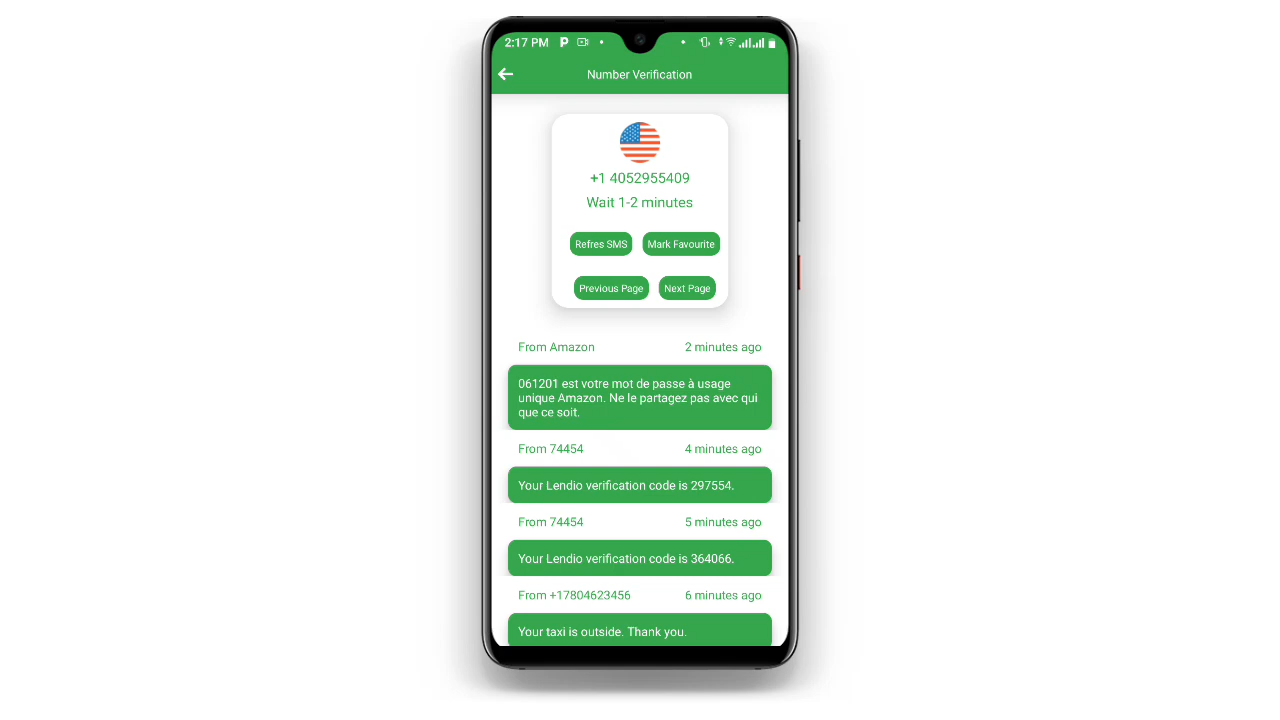 2:17 PM
Number Verification
+1 4052955409
Wait 1-2 minutes
Refres SMS Mark Favourite
Previous Page Next Page
From Amazon 2 minutes ago
061201 est votre mot de passe à usage
unique Amazon. Ne le partagez pas avec qui
que ce soit.
From 74454 4 minutes ago
Your Lendio verification code is 297554.
From 74454 5 minutes ago
Your Lendio verification code is 364066.
From +17804623456 6 minutes ago
Your taxi is outside. Thank you.